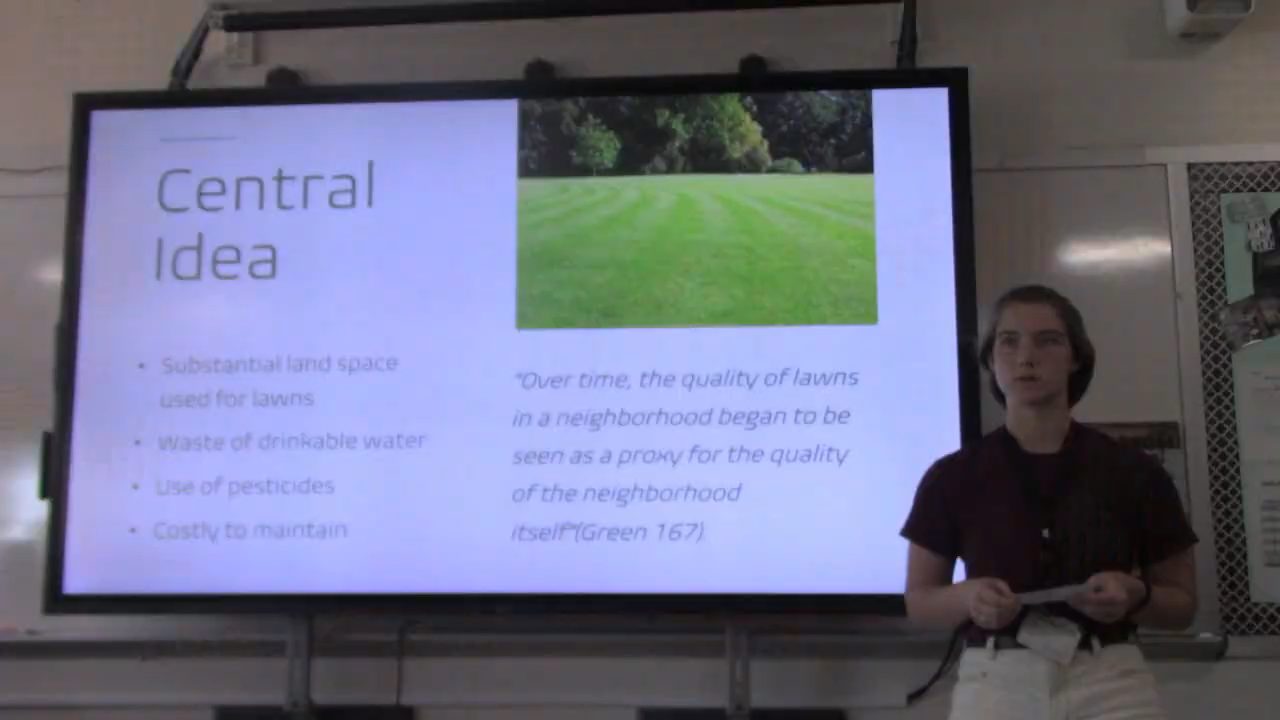 Central
Idea
• Substantial land space
used for lawns
• Waste of drinkable water
• Use of pesticides
• Costly to maintain
"Over time, the quality of lawns
in a neighborhood began to be
seen as a proxy for the quality
of the neighborhood
itself"(Green 167)